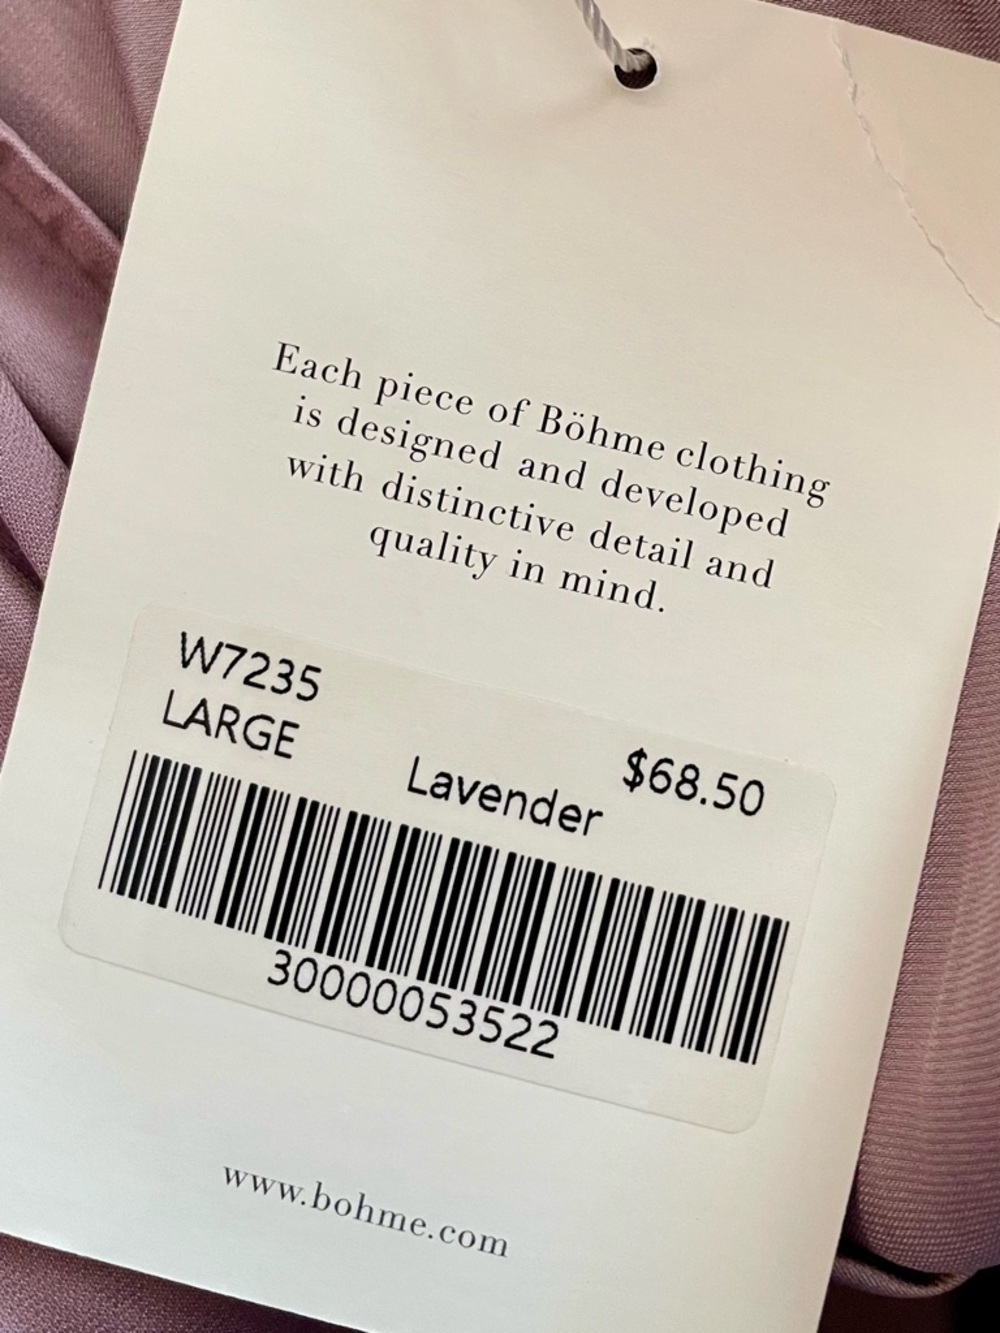 Each piece of Böhme clothing
is designed and developed
with distinctive detail and
quality in mind.
W7235
LARGE
Lavender
$68.50
30000053522
www.bohme.com